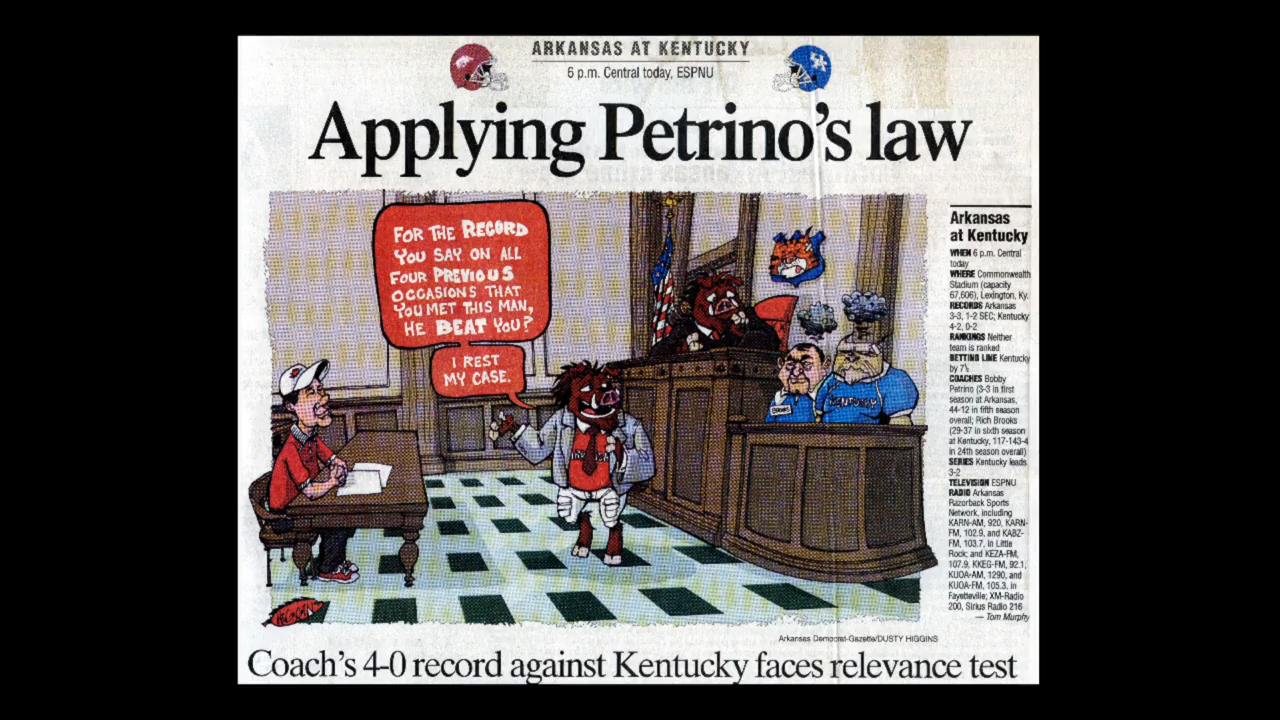 ARKANSAS AT KENTUCKY
6 p.m. Central today, ESPNU
Applying Petrino's law
FOR THE RECORD
YOU SAY ON ALL
FOUR PREVIOUS
OCCASIONS THAT
YOU MET THIS MAN,
HE BEAT YOU?
I REST
MY CASE.
KENTUCKY
Arkansas
at Kentucky
WHEN 6 p.m. Central
today
WHERE Commonwealth
Stadium (capacity
67,606), Lexington, Ky.
RECORDS Arkansas
3-3, 1-2 SEC; Kentucky
4-2, 0-2
RANKINGS Neither
team is ranked
BETTING LINE Kentucky
by 7½
COACHES Bobby
Petrino (3-3 in first
season at Arkansas,
44-12 in fifth season
overall; Rich Brooks
(29-37 in sixth season
at Kentucky, 117-143-4
in 24th season overall)
SERIES Kentucky leads
3-2
TELEVISION ESPNU
RADIO Arkansas
Razorback Sports
Network, including
KARN-AM, 920, KARN-
FM, 102.9, and KABZ-
FM, 103.7, in Little
Rock; and KEZA-FM,
107.9, KKEG-FM, 92.1,
KUOA-AM, 1290, and
KUOA-FM, 105.3, in
Fayetteville; XM-Radio
200, Sirius Radio 216
— Tom Murphy
HIGGINS
Arkansas Democrat-Gazette/DUSTY HIGGINS
Coach's 4-0 record against Kentucky faces relevance test